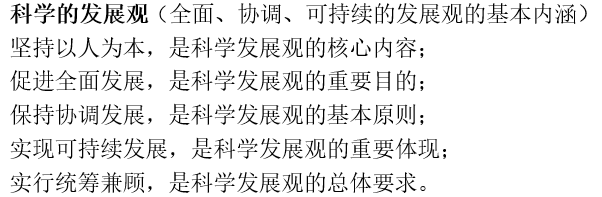 科学的发展观（全面、协调、可持续的发展观的基本内涵）
坚持以人为本，是科学发展观的核心内容；
促进全面发展，是科学发展观的重要目的；
保持协调发展，是科学发展观的基本原则；
实现可持续发展，是科学发展观的重要体现；
实行统筹兼顾，是科学发展观的总体要求。